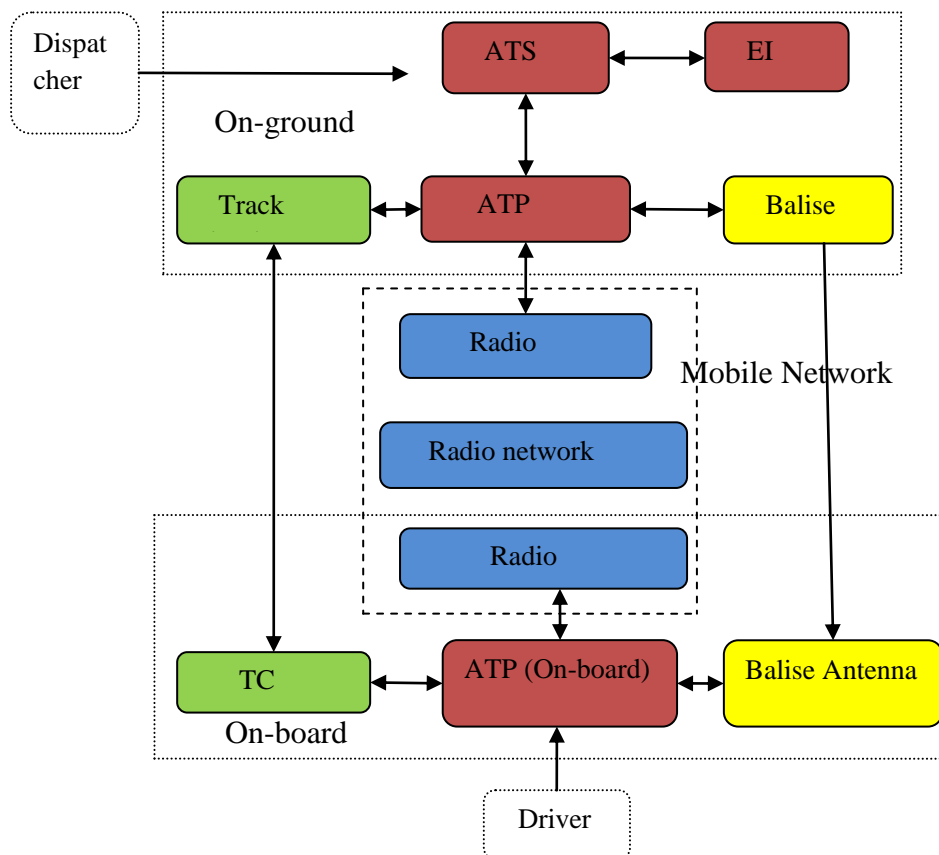 Dispat
cher
ATS
EI
On-ground
Track
ATP
Balise
Radio
Mobile Network
Radio network
Radio
TC
ATP (On-board)
Balise Antenna
On-board
Driver